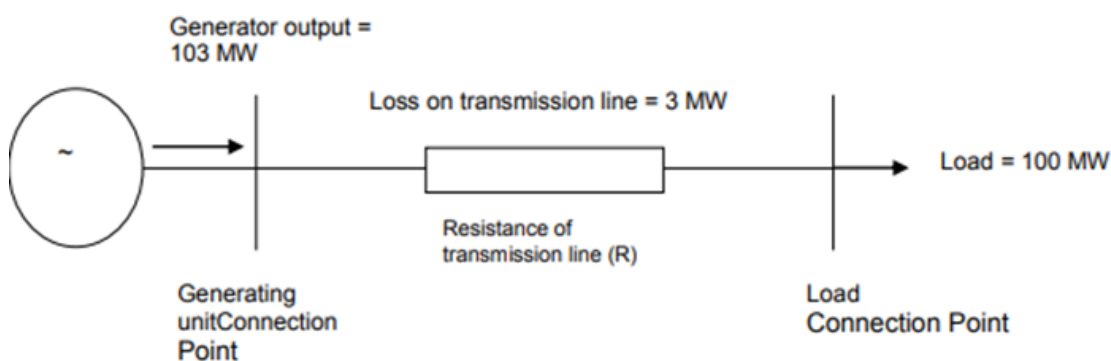 Generator output =
103 MW
Loss on transmission line = 3 MW
~
Load = 100 MW
Resistance of
transmission line (R)
Generating
unitConnection
Point
Load
Connection Point